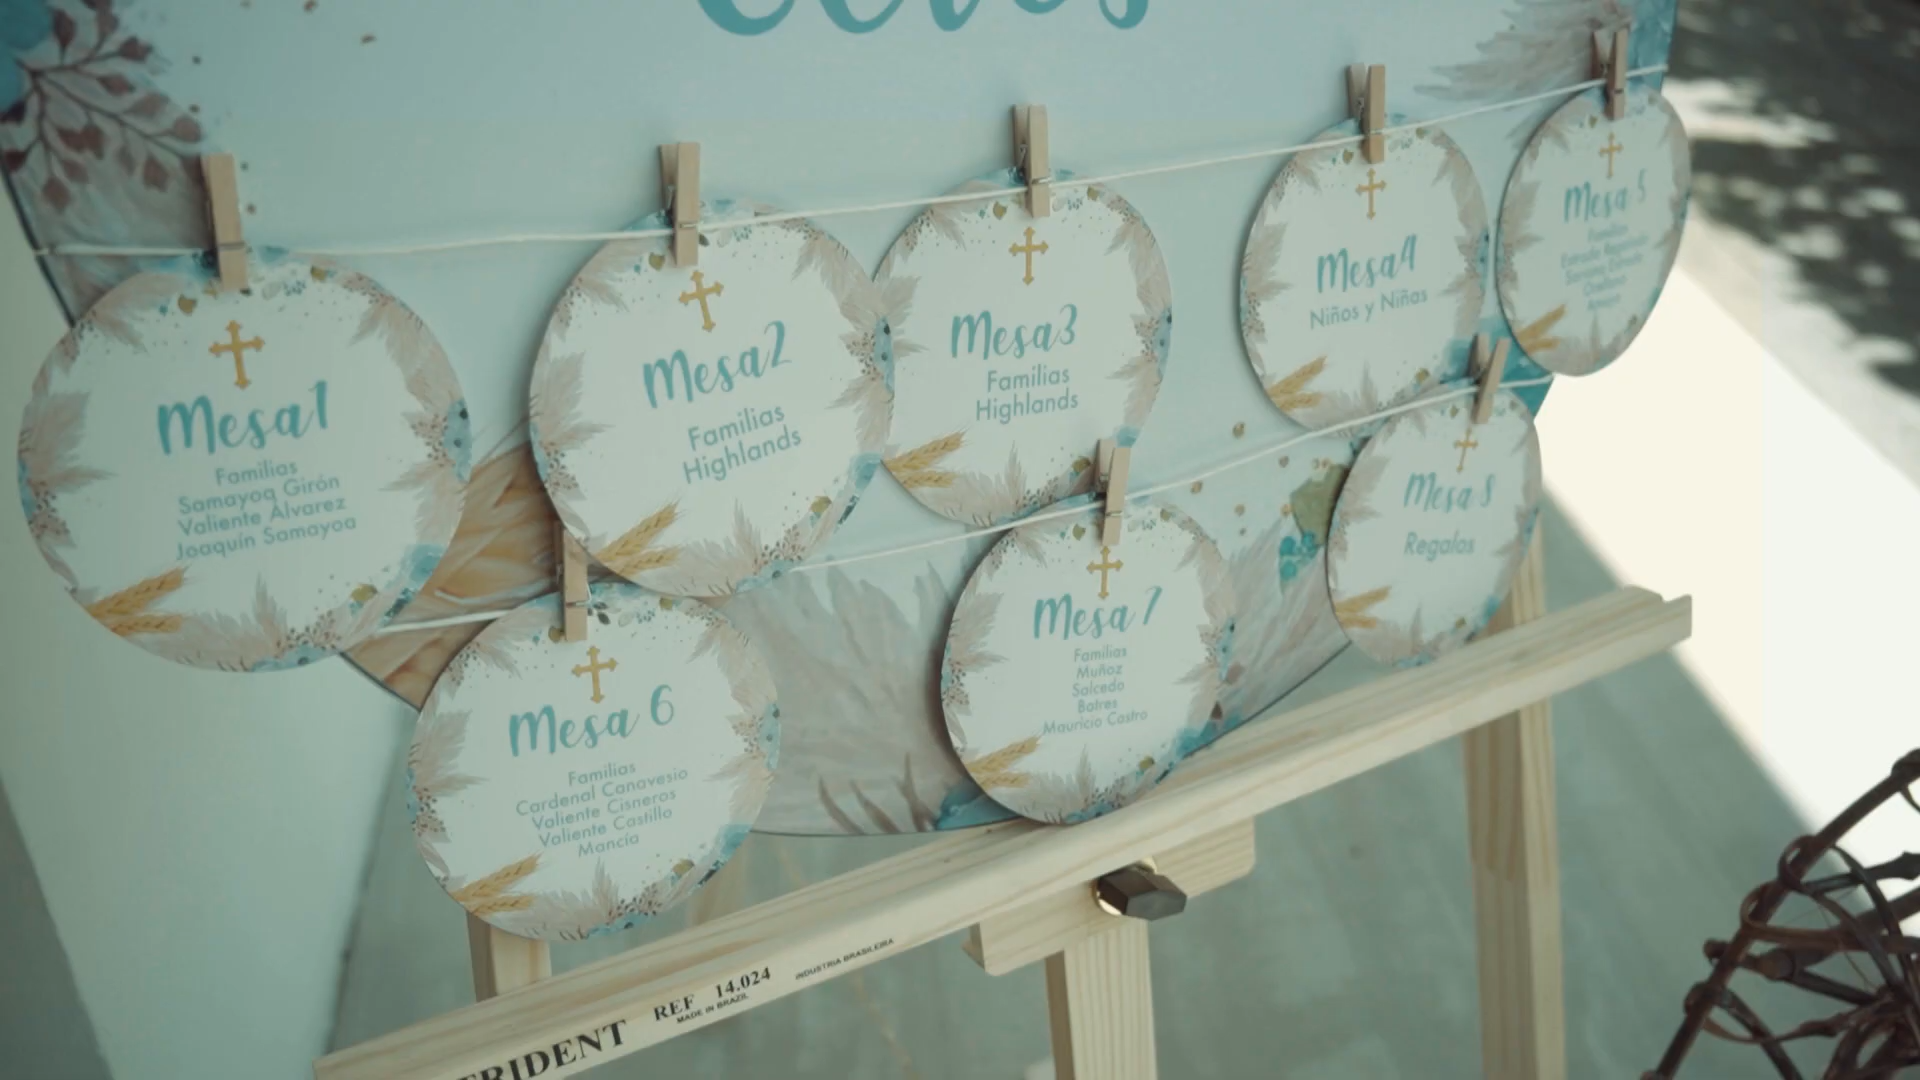 Mesa1
Familias
Samayoa Girón
Valiente Álvarez
Joaquín Samayoa
Mesa2
Familias
Highlands
Mesa3
Familias
Highlands
Mesa4
Niños y Niñas
Mesa 5
Familias
Mesa 6
Familias
Cardenal Canavesio
Valiente Cisneros
Valiente Castillo
Mancía
Mesa 7
Familias
Muñoz
Salcedo
Batres
Mauricio Castro
Mesa 8
Regalos
REF 14.024
MADE IN BRAZIL
INDUSTRIA BRASILEIRA